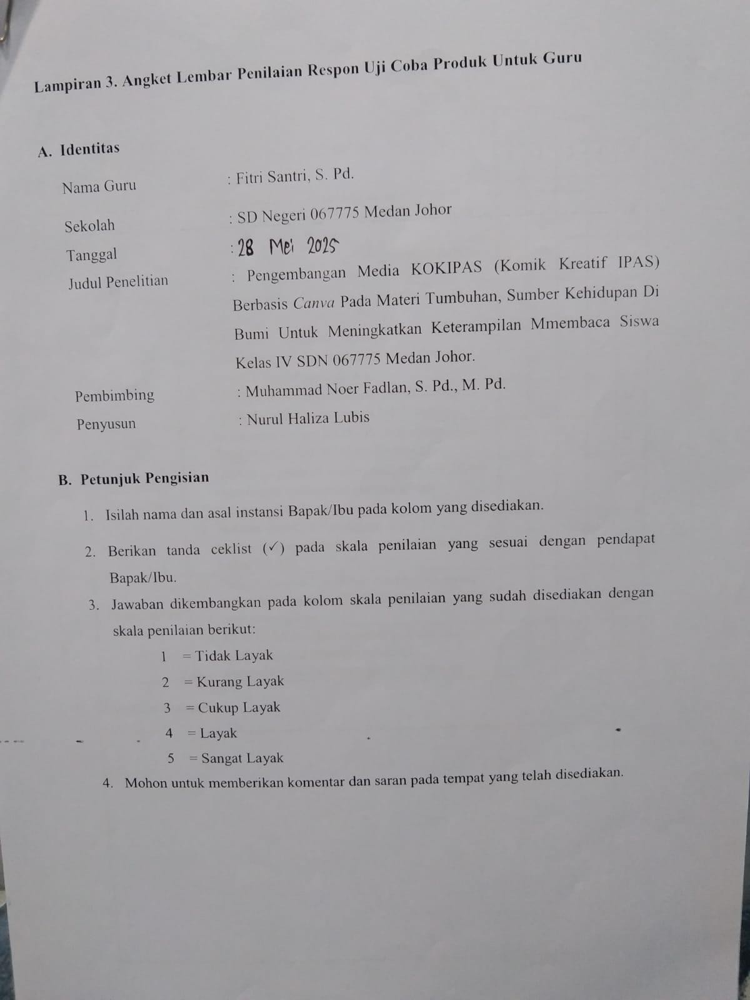 Lampiran 3. Angket Lembar Penilaian Respon Uji Coba Produk Untuk Guru
A. Identitas
Nama Guru : Fitri Santri, S. Pd.
Sekolah : SD Negeri 067775 Medan Johor
Tanggal : 28 Mei 2025
Judul Penelitian : Pengembangan Media KOKIPAS (Komik Kreatif IPAS)
Berbasis Canva Pada Materi Tumbuhan, Sumber Kehidupan Di
Bumi Untuk Meningkatkan Keterampilan Mmembaca Siswa
Kelas IV SDN 067775 Medan Johor.
Pembimbing : Muhammad Noer Fadlan, S. Pd., M. Pd.
Penyusun : Nurul Haliza Lubis
B. Petunjuk Pengisian
1. Isilah nama dan asal instansi Bapak/Ibu pada kolom yang disediakan.
2. Berikan tanda ceklist (✓) pada skala penilaian yang sesuai dengan pendapat
Bapak/Ibu.
3. Jawaban dikembangkan pada kolom skala penilaian yang sudah disediakan dengan
skala penilaian berikut:
1 = Tidak Layak
2 = Kurang Layak
3 = Cukup Layak
4 = Layak
5 = Sangat Layak
4. Mohon untuk memberikan komentar dan saran pada tempat yang telah disediakan.